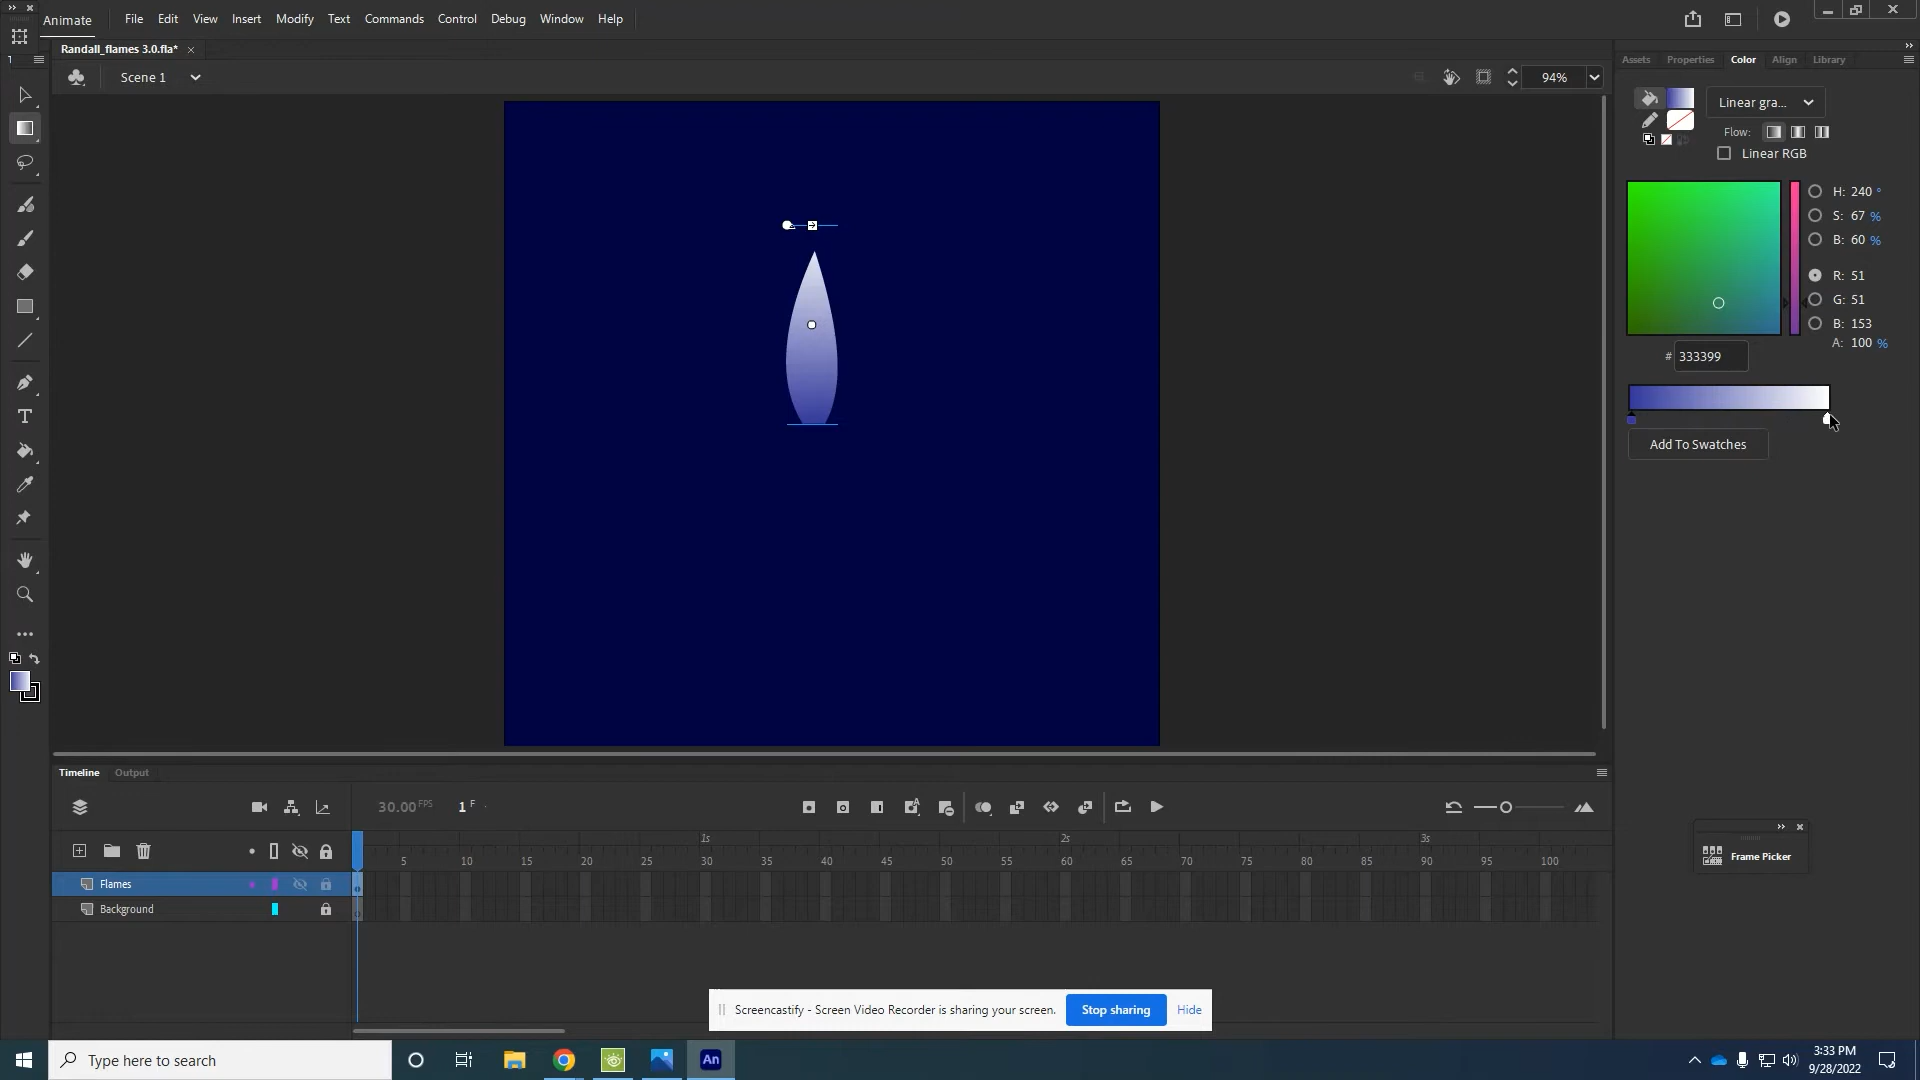 Animate File Edit View Insert Modify Text Commands Control Debug Window Help
Randall_flames 3.0.fla*
Scene 1
94%
Assets Properties Color Align Library
Linear gra...
Flow:
Linear RGB
H: 240 °
S: 67 %
B: 60 %
R: 51
G: 51
B: 153
A: 100 %
# 333399
Add To Swatches
Timeline Output
30.00 FPS 1 F
1s 2s 3s
5 10 15 20 25 30 35 40 45 50 55 60 65 70 75 80 85 90 95 100
Flames
Background
Frame Picker
Screencastify - Screen Video Recorder is sharing your screen. Stop sharing Hide
Type here to search
An
3:33 PM
9/28/2022